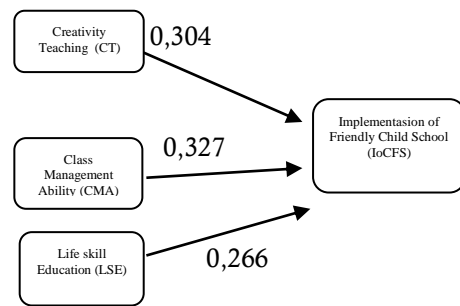 Creativity
Teaching (CT)
0,304
Implementasion of
Friendly Child School
(IoCFS)
0,327
Class
Management
Ability (CMA)
Life skill
Education (LSE)
0,266